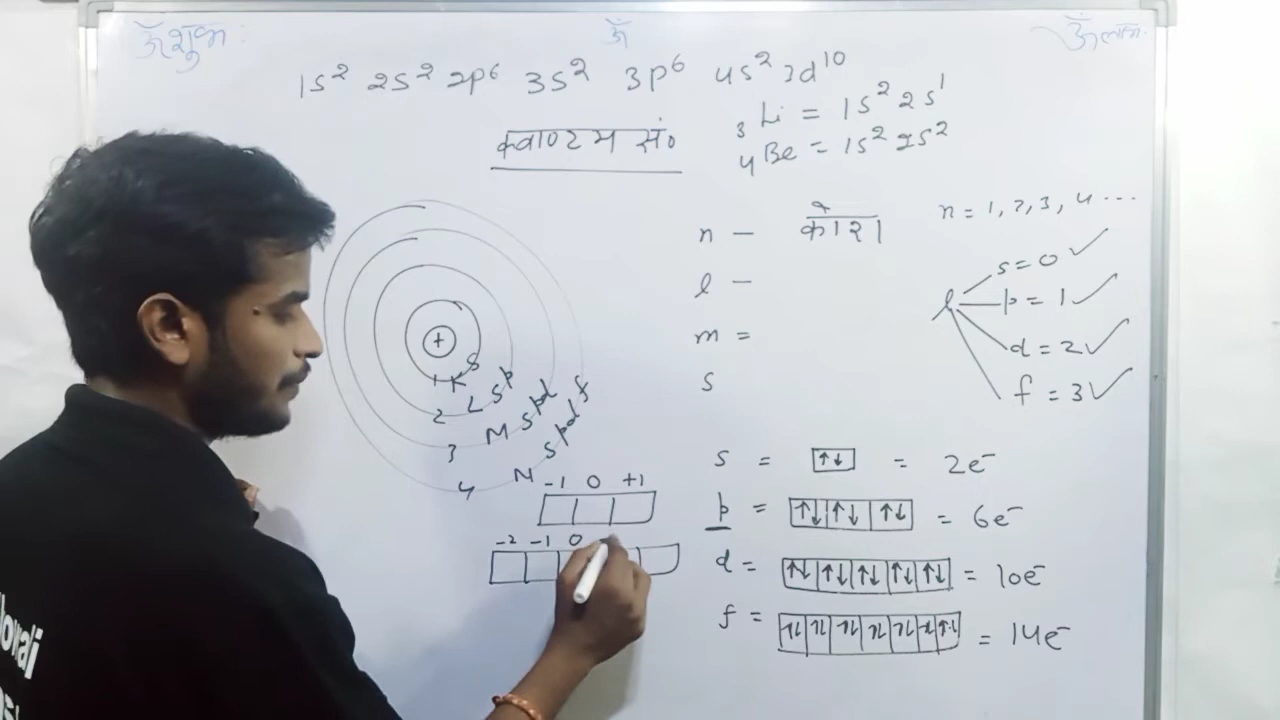 ॐ शुभ :
ॐ
ॐ लाभ :
1s² 2s² 2p⁶ 3s² 3p⁶ 4s² 3d¹⁰
₃Li = 1s² 2s¹
क्वाण्टम सं०
₄Be = 1s² 2s²
n = 1, 2, 3, 4 ...
n – कोश
l –
m =
s
l
s = 0 ✓
p = 1 ✓
d = 2 ✓
f = 3 ✓
+
1 K s
2 L s p
3 M s p d
4 N s p d f
-1 0 +1
-2 -1 0
s = ↑↓ = 2e⁻
p = ↑↓ ↑↓ ↑↓ = 6e⁻
d = ↑↓ ↑↓ ↑↓ ↑↓ ↑↓ = 10e⁻
f = ↑↓ ↑↓ ↑↓ ↑↓ ↑↓ ↑↓ ↑↓ = 14e⁻